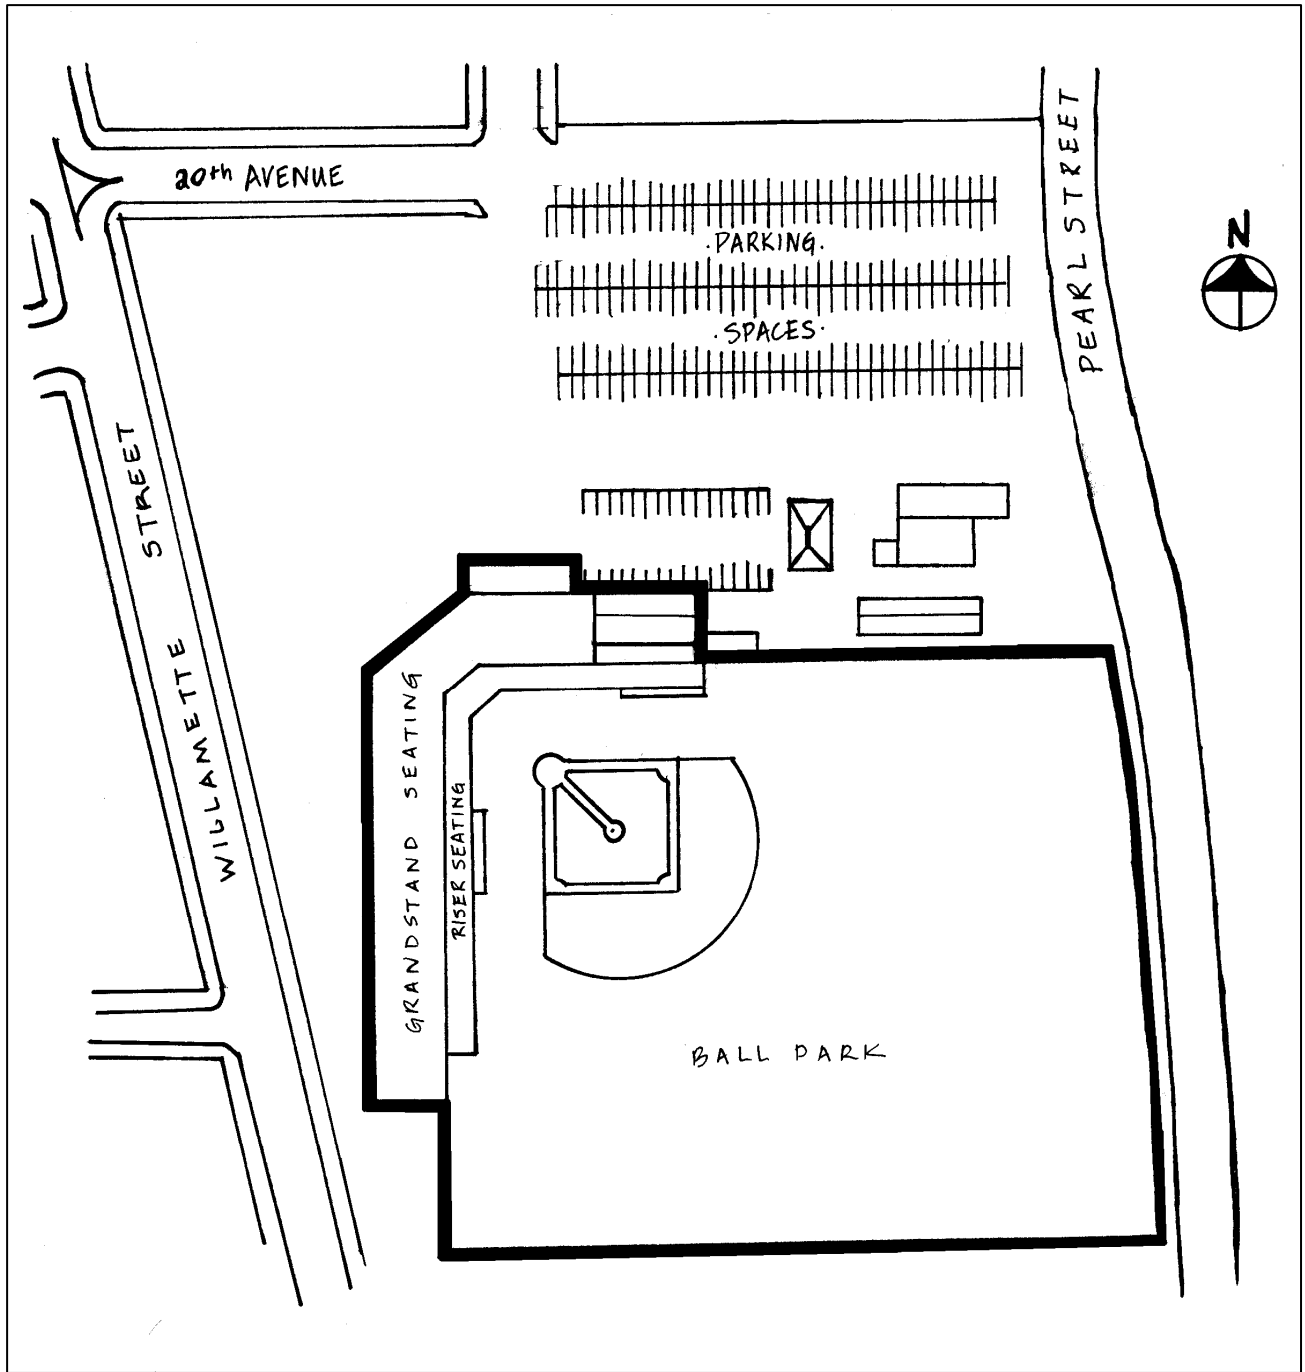 20th AVENUE
PEARL STREET
N
·PARKING·
·SPACES·
WILLAMETTE STREET
GRANDSTAND SEATING
RISER SEATING
BALL PARK